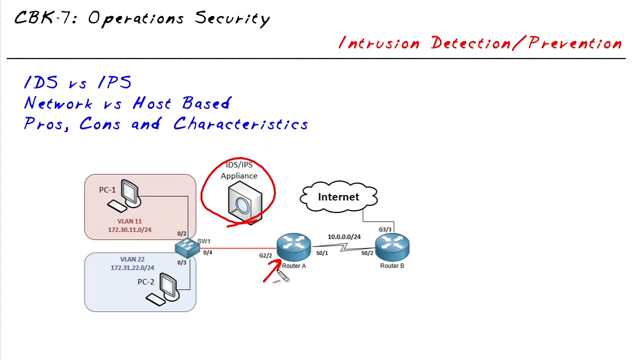 CBK-7: Operations Security
Intrusion Detection/Prevention
IDS vs IPS
Network vs Host Based
Pros, Cons and Characteristics
IDS/IPS
Appliance
PC-1
VLAN 11
172.30.11.0/24
0/2
SW1
0/4
0/3
VLAN 22
172.31.22.0/24
PC-2
G2/2
Router A
S0/1
10.0.0.0/24
S0/2
Router B
G3/3
Internet